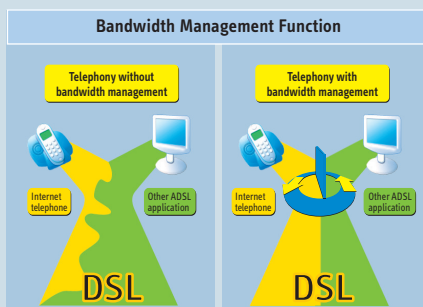 Bandwidth Management Function
Telephony without
bandwidth management
Internet
telephone
Other ADSL
application
DSL
Telephony with
bandwidth management
Internet
telephone
Other ADSL
application
DSL